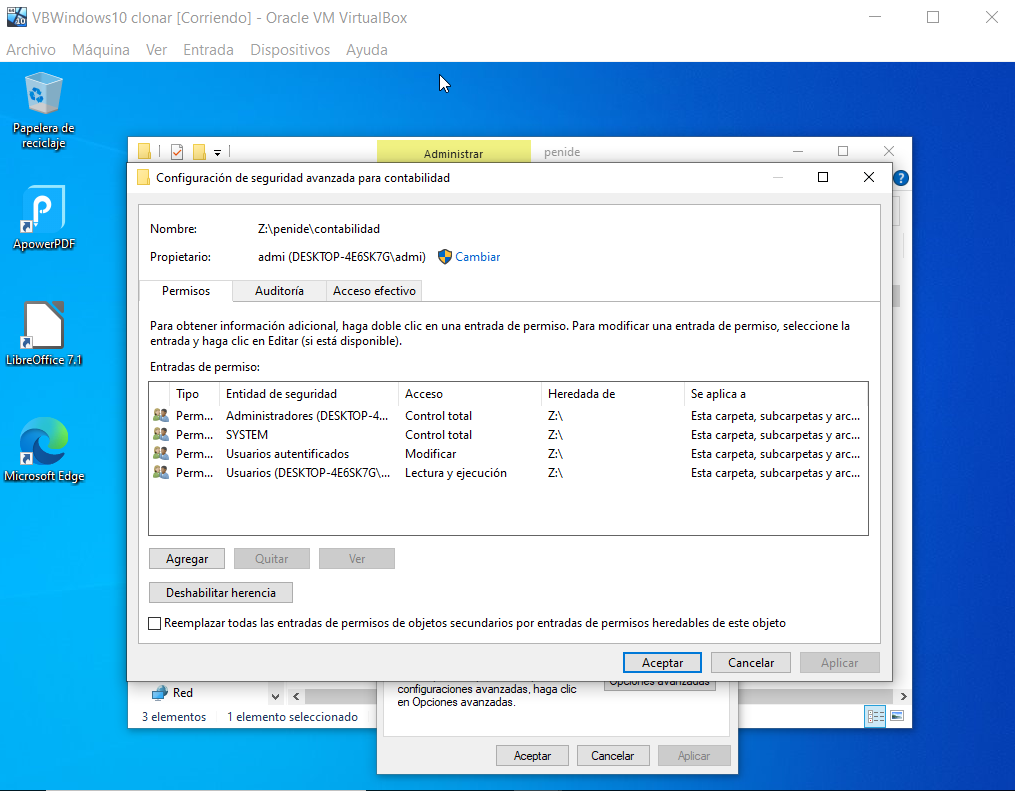 VBWindows10 clonar [Corriendo] - Oracle VM VirtualBox
Archivo Máquina Ver Entrada Dispositivos Ayuda
Papelera de
reciclaje
ApowerPDF
LibreOffice 7.1
Microsoft Edge
Administrar penide
Configuración de seguridad avanzada para contabilidad
Nombre: Z:\penide\contabilidad
Propietario: admi (DESKTOP-4E6SK7G\admi) Cambiar
Permisos Auditoría Acceso efectivo
Para obtener información adicional, haga doble clic en una entrada de permiso. Para modificar una entrada de permiso, seleccione la
entrada y haga clic en Editar (si está disponible).
Entradas de permiso:
Tipo Entidad de seguridad Acceso Heredada de Se aplica a
Perm... Administradores (DESKTOP-4... Control total Z:\ Esta carpeta, subcarpetas y arc...
Perm... SYSTEM Control total Z:\ Esta carpeta, subcarpetas y arc...
Perm... Usuarios autentificados Modificar Z:\ Esta carpeta, subcarpetas y arc...
Perm... Usuarios (DESKTOP-4E6SK7G\... Lectura y ejecución Z:\ Esta carpeta, subcarpetas y arc...
Agregar Quitar Ver
Deshabilitar herencia
Reemplazar todas las entradas de permisos de objetos secundarios por entradas de permisos heredables de este objeto
Aceptar Cancelar Aplicar
Red
configuraciones avanzadas, haga clic
en Opciones avanzadas.
Opciones avanzadas
3 elementos 1 elemento seleccionado
Aceptar Cancelar Aplicar